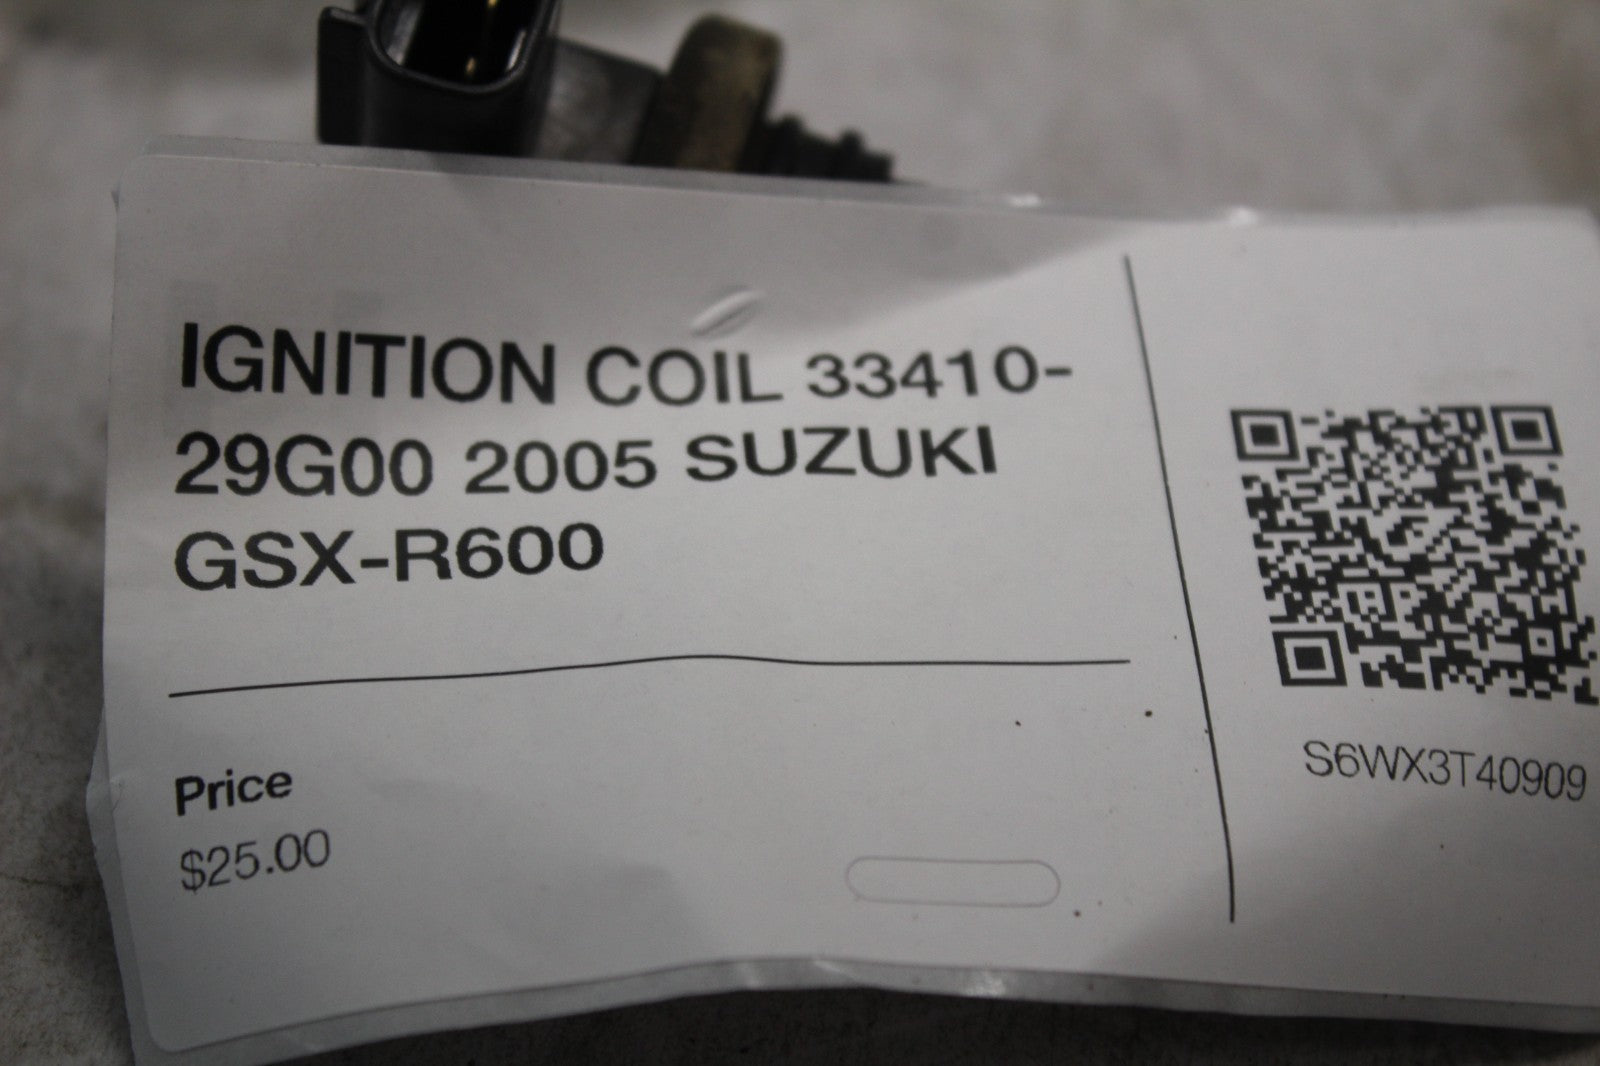 IGNITION COIL 33410-
29G00 2005 SUZUKI
GSX-R600
Price
$25.00
S6WX3T40909